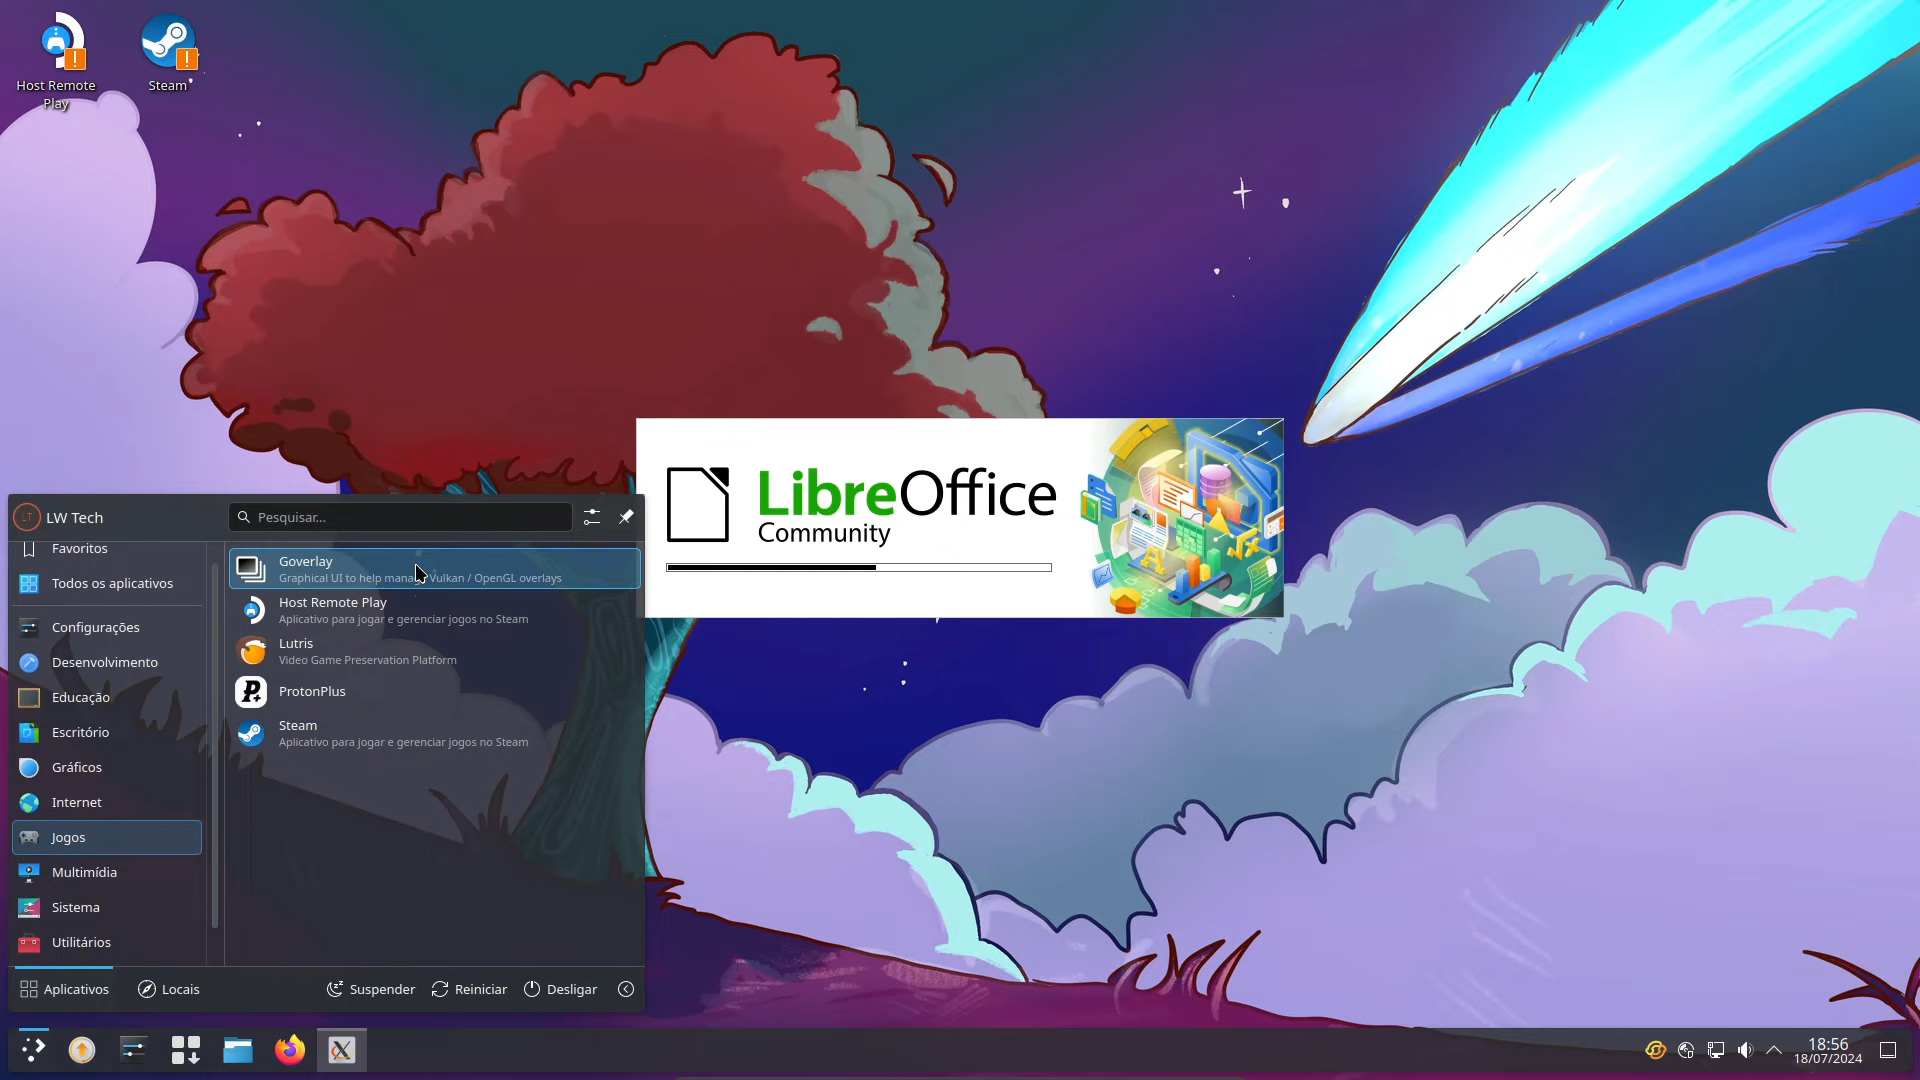 Host Remote
Play
Steam
LibreOffice
Community
LW Tech
Pesquisar...
Favoritos
Todos os aplicativos
Configurações
Desenvolvimento
Educação
Escritório
Gráficos
Internet
Jogos
Multimídia
Sistema
Utilitários
Goverlay
Graphical UI to help manage Vulkan / OpenGL overlays
Host Remote Play
Aplicativo para jogar e gerenciar jogos no Steam
Lutris
Video Game Preservation Platform
ProtonPlus
Steam
Aplicativo para jogar e gerenciar jogos no Steam
Aplicativos
Locais
Suspender
Reiniciar
Desligar
18:56
18/07/2024